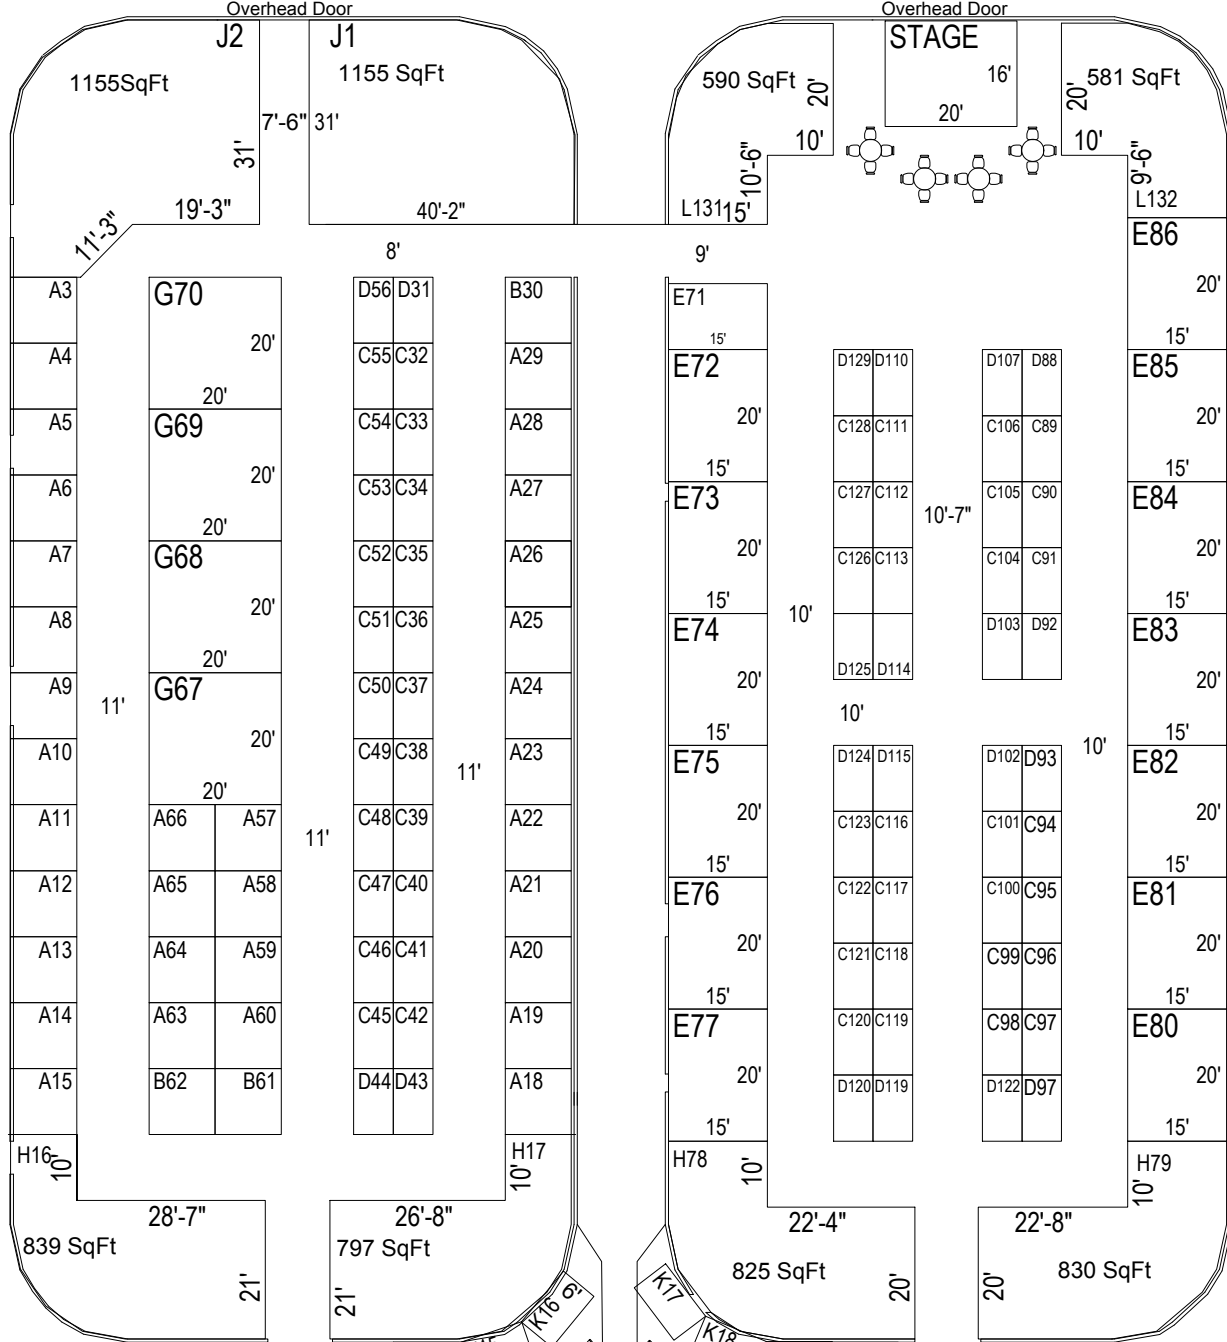 Overhead Door
Overhead Door
J2
J1
STAGE
1155SqFt
1155 SqFt
590 SqFt
20'
16'
20'
20'
581 SqFt
7'-6"
31'
31'
10'
10'
10'-6"
9'-6"
19'-3"
40'-2"
L131
15'
L132
11'-3"
8'
9'
E86
20'
15'
A3
G70
20'
20'
D56
D31
B30
E71
15'
A4
C55
C32
A29
E72
20'
15'
D129
D110
D107
D88
E85
20'
15'
A5
G69
20'
20'
C54
C33
A28
C128
C111
C106
C89
A6
C53
C34
A27
E73
20'
15'
C127
C112
10'-7"
C105
C90
E84
20'
15'
A7
G68
20'
20'
C52
C35
A26
C126
C113
C104
C91
A8
C51
C36
A25
E74
20'
15'
10'
D125
D114
D103
D92
E83
20'
15'
A9
11'
G67
20'
20'
C50
C37
A24
10'
A10
C49
C38
11'
A23
E75
20'
15'
D124
D115
D102
D93
10'
E82
20'
15'
A11
A66
A57
11'
C48
C39
A22
C123
C116
C101
C94
A12
A65
A58
C47
C40
A21
E76
20'
15'
C122
C117
C100
C95
E81
20'
15'
A13
A64
A59
C46
C41
A20
C121
C118
C99
C96
A14
A63
A60
C45
C42
A19
E77
20'
15'
C120
C119
C98
C97
E80
20'
15'
A15
B62
B61
D44
D43
A18
D120
D119
D122
D97
H16
10'
H17
10'
H78
10'
H79
10'
28'-7"
26'-8"
22'-4"
22'-8"
839 SqFt
797 SqFt
825 SqFt
830 SqFt
21'
21'
20'
20'
K16
6'
K17
K18